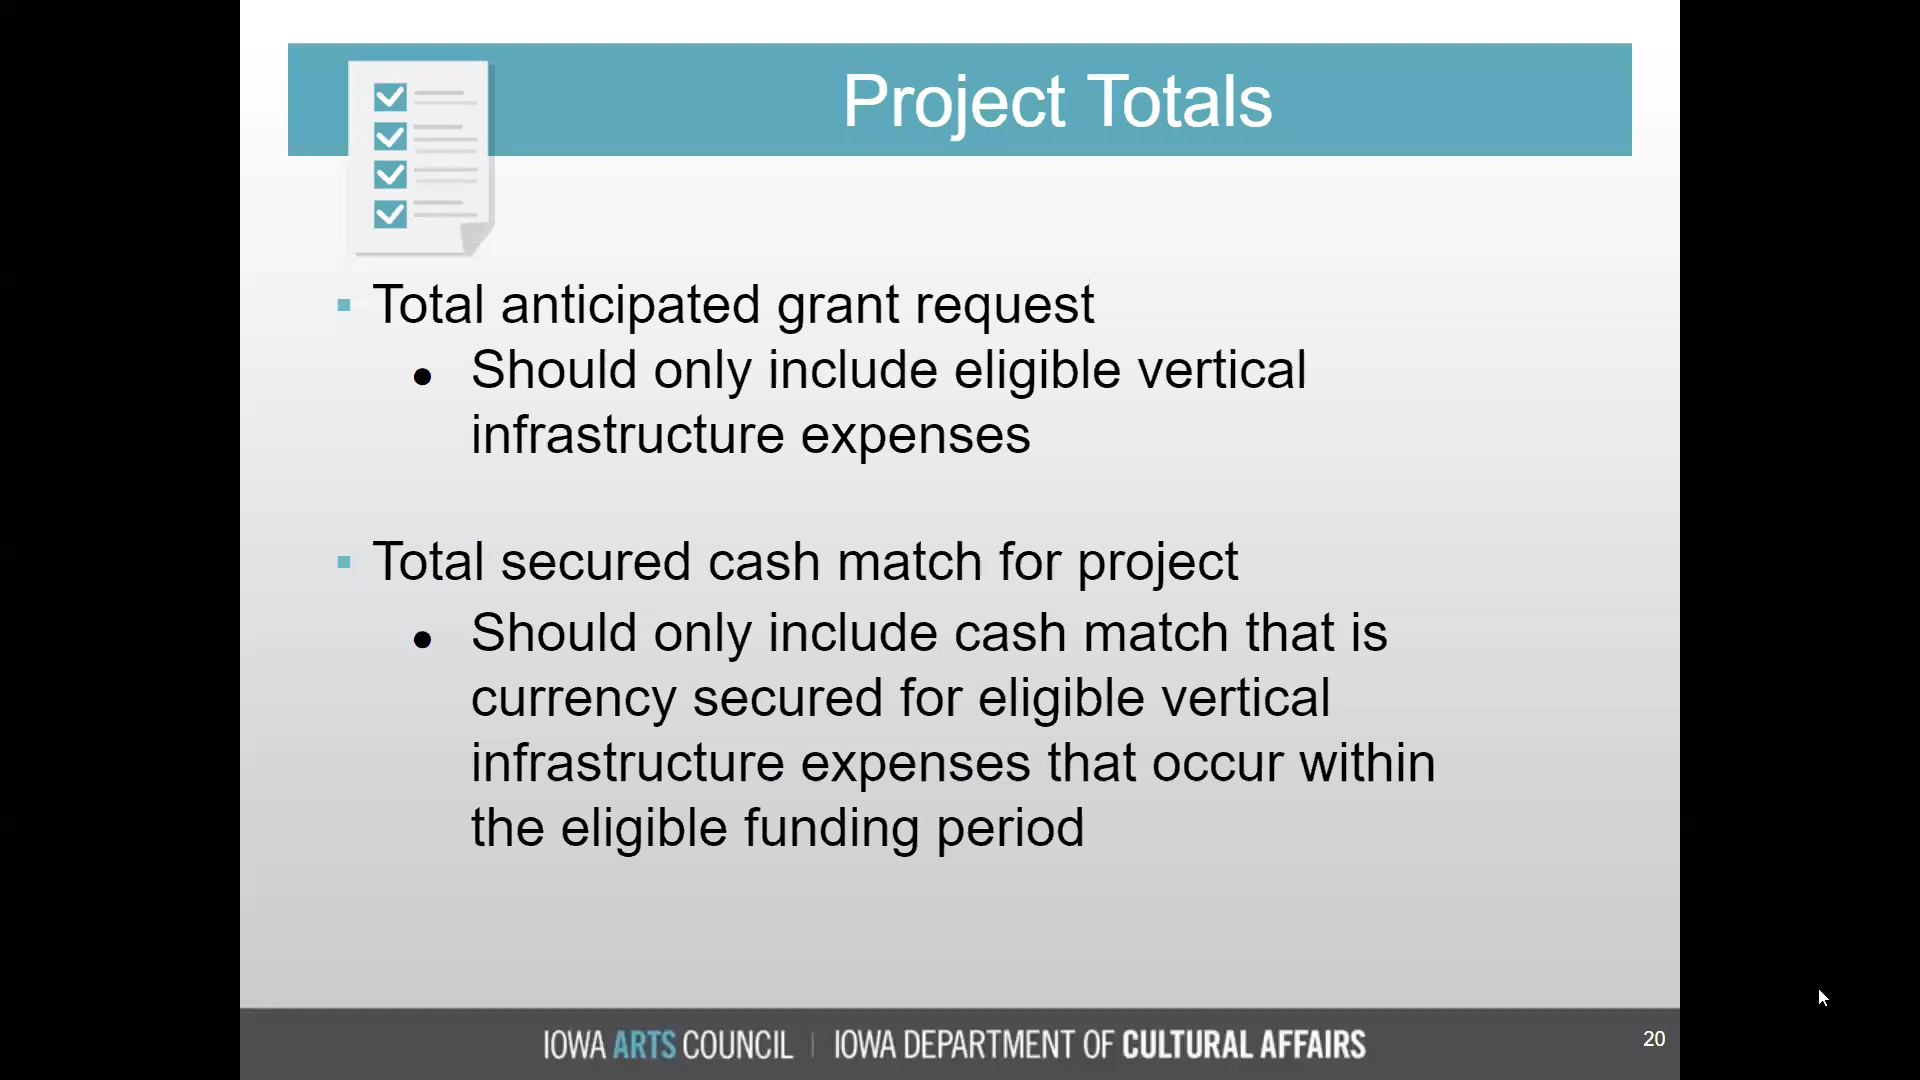 Project Totals
▪ Total anticipated grant request
● Should only include eligible vertical
infrastructure expenses
▪ Total secured cash match for project
● Should only include cash match that is
currency secured for eligible vertical
infrastructure expenses that occur within
the eligible funding period
IOWA ARTS COUNCIL | IOWA DEPARTMENT OF CULTURAL AFFAIRS
20